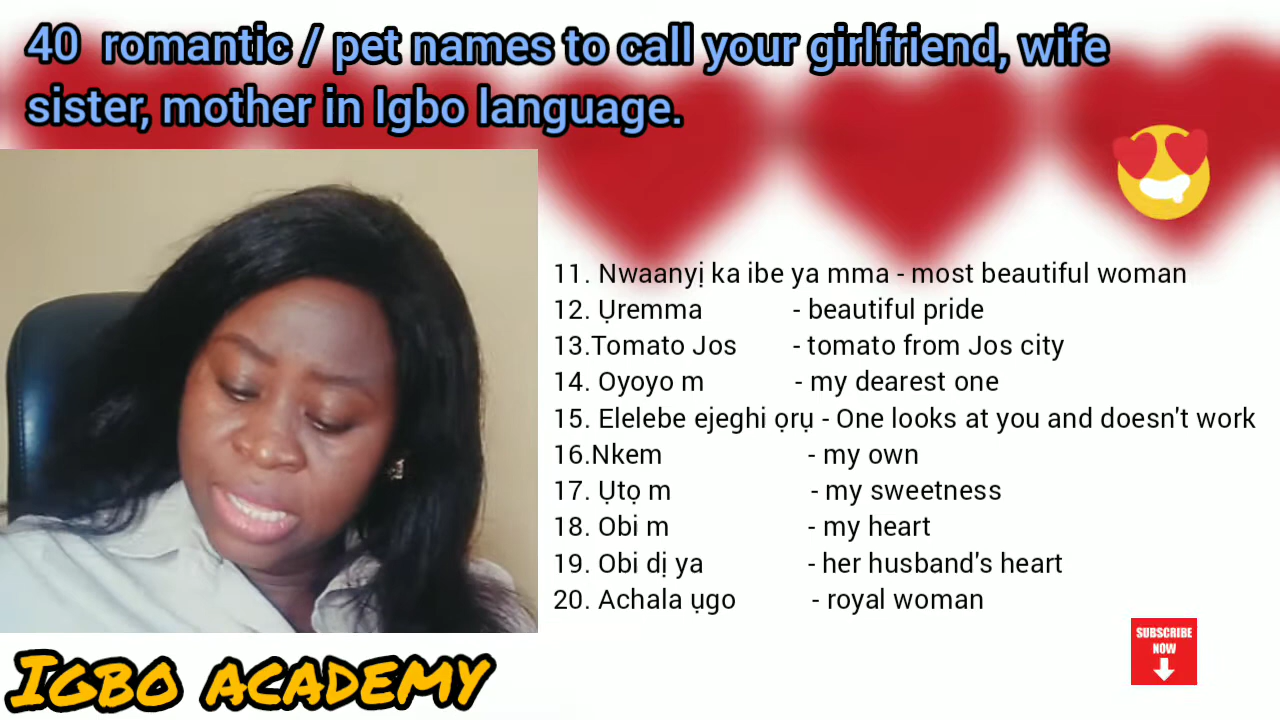 40 romantic / pet names to call your girlfriend, wife
sister, mother in Igbo language.
11. Nwaanyị ka ibe ya mma - most beautiful woman
12. Ụremma - beautiful pride
13.Tomato Jos - tomato from Jos city
14. Oyoyo m - my dearest one
15. Elelebe ejeghi ọrụ - One looks at you and doesn't work
16.Nkem - my own
17. Ụtọ m - my sweetness
18. Obi m - my heart
19. Obi dị ya - her husband's heart
20. Achala ụgo - royal woman
SUBSCRIBE
NOW
IGBO ACADEMY